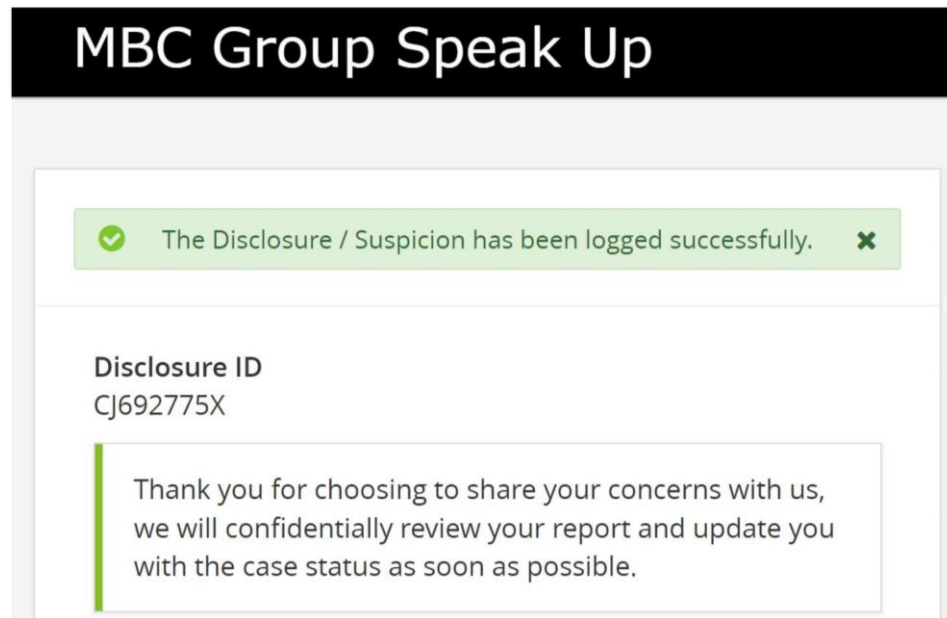 MBC Group Speak Up
The Disclosure / Suspicion has been logged successfully.
Disclosure ID
CJ692775X
Thank you for choosing to share your concerns with us,
we will confidentially review your report and update you
with the case status as soon as possible.